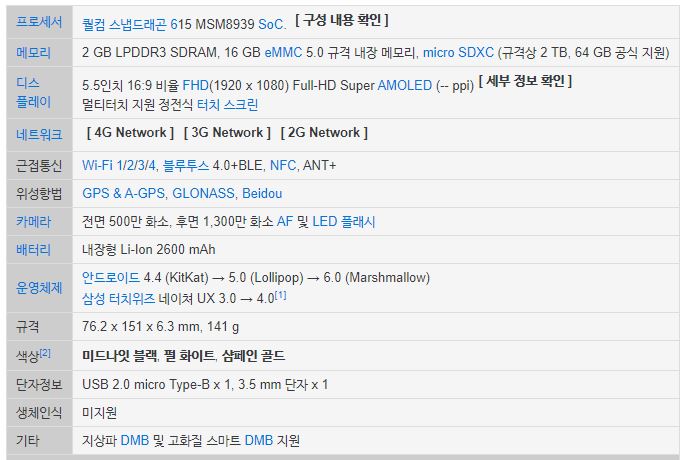 프로세서 퀄컴 스냅드래곤 615 MSM8939 SoC. [ 구성 내용 확인 ]
메모리 2 GB LPDDR3 SDRAM, 16 GB eMMC 5.0 규격 내장 메모리, micro SDXC (규격상 2 TB, 64 GB 공식 지원)
디스
플레이
5.5인치 16:9 비율 FHD(1920 x 1080) Full-HD Super AMOLED (-- ppi) [ 세부 정보 확인 ]
멀티터치 지원 정전식 터치 스크린
네트워크 [ 4G Network ] [ 3G Network ] [ 2G Network ]
근접통신 Wi-Fi 1/2/3/4, 블루투스 4.0+BLE, NFC, ANT+
위성항법 GPS & A-GPS, GLONASS, Beidou
카메라 전면 500만 화소, 후면 1,300만 화소 AF 및 LED 플래시
배터리 내장형 Li-Ion 2600 mAh
운영체제
안드로이드 4.4 (KitKat) → 5.0 (Lollipop) → 6.0 (Marshmallow)
삼성 터치위즈 네이쳐 UX 3.0 → 4.0[1]
규격 76.2 x 151 x 6.3 mm, 141 g
색상[2] 미드나잇 블랙, 펄 화이트, 샴페인 골드
단자정보 USB 2.0 micro Type-B x 1, 3.5 mm 단자 x 1
생체인식 미지원
기타 지상파 DMB 및 고화질 스마트 DMB 지원